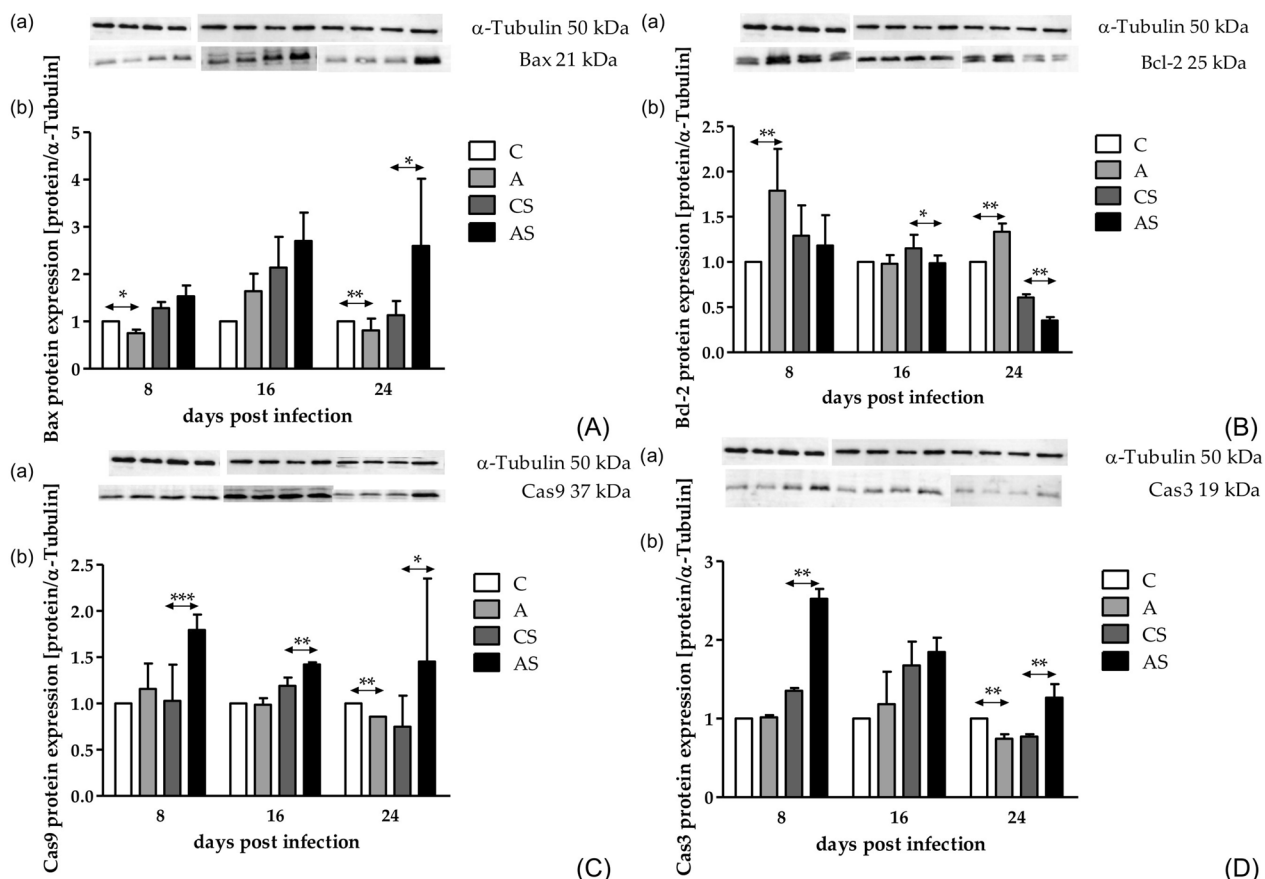 (a)
α-Tubulin 50 kDa
Bax 21 kDa
(b)
Bax protein expression [protein/α-Tubulin]
5
4
3
2
1
0
*
**
*
C
A
CS
AS
8 16 24
days post infection
(A)
(a)
α-Tubulin 50 kDa
Bcl-2 25 kDa
(b)
Bcl-2 protein expression [protein/α-Tubulin]
2.5
2.0
1.5
1.0
0.5
0.0
**
*
**
**
C
A
CS
AS
8 16 24
days post infection
(B)
(a)
α-Tubulin 50 kDa
Cas9 37 kDa
(b)
Cas9 protein expression [protein/α-Tubulin]
2.5
2.0
1.5
1.0
0.5
0.0
***
**
**
*
C
A
CS
AS
8 16 24
days post infection
(C)
(a)
α-Tubulin 50 kDa
Cas3 19 kDa
(b)
Cas3 protein expression [protein/α-Tubulin]
3
2
1
0
**
**
**
C
A
CS
AS
8 16 24
days post infection
(D)